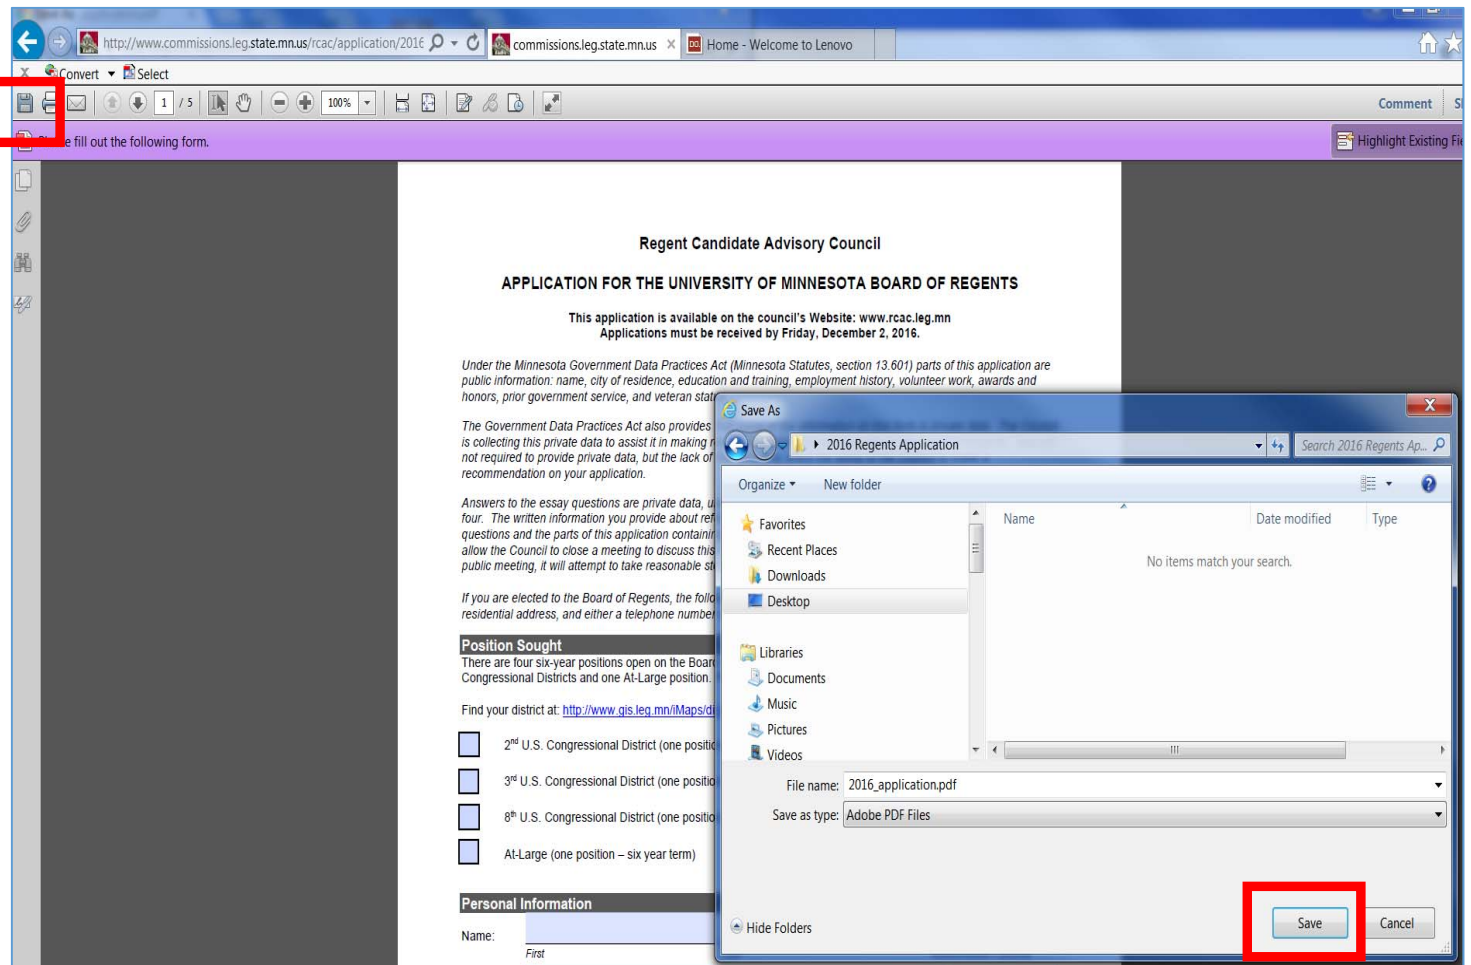 http://www.commissions.leg.state.mn.us/rcac/application/2016
commissions.leg.state.mn.us
Home - Welcome to Lenovo
x Convert Select
1 / 5
100%
Comment
fill out the following form.
Highlight Existing
Regent Candidate Advisory Council
APPLICATION FOR THE UNIVERSITY OF MINNESOTA BOARD OF REGENTS
This application is available on the council's Website: www.rcac.leg.mn
Applications must be received by Friday, December 2, 2016.
Under the Minnesota Government Data Practices Act (Minnesota Statutes, section 13.601) parts of this application are
public information: name, city of residence, education and training, employment history, volunteer work, awards and
honors, prior government service, and veteran
The Government Data Practices Act also provides
is collecting this private data to assist it in making
not required to provide private data, but the lack of
recommendation on your application.
Answers to the essay questions are private data,
four. The written information you provide about
questions and the parts of this application
allow the Council to close a meeting to discuss this
public meeting, it will attempt to take reasonable
If you are elected to the Board of Regents, the
residential address, and either a telephone number
Position Sought
There are four six-year positions open on the
Congressional Districts and one At-Large position.
Find your district at: http://www.gis.leg.mn/iMaps/di
2nd U.S. Congressional District (one
3rd U.S. Congressional District (one
8th U.S. Congressional District (one
At-Large (one position – six year term)
Personal Information
Name:
First
Save As
X
2016 Regents Application
Search 2016 Regents Ap...
Organize
New folder
?
Favorites
Recent Places
Downloads
Desktop
Libraries
Documents
Music
Pictures
Videos
Name
Date modified
Type
No items match your search.
File name: 2016_application.pdf
Save as type: Adobe PDF Files
Hide Folders
Save
Cancel